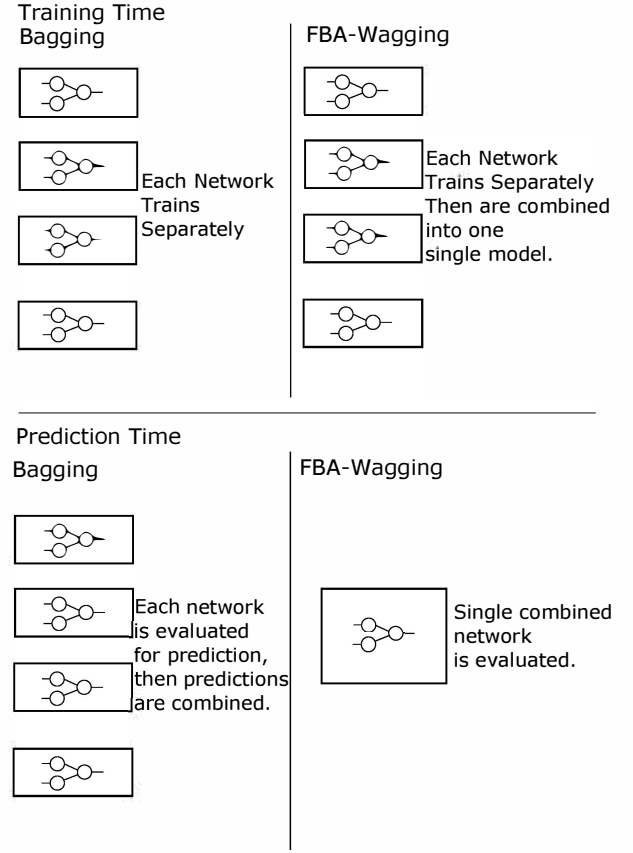 Training Time
Bagging
FBA-Wagging
Each Network
Trains
Separately
Each Network
Trains Separately
Then are combined
into one
single model.
Prediction Time
Bagging
FBA-Wagging
Each network
is evaluated
for prediction,
then predictions
are combined.
Single combined
network
is evaluated.